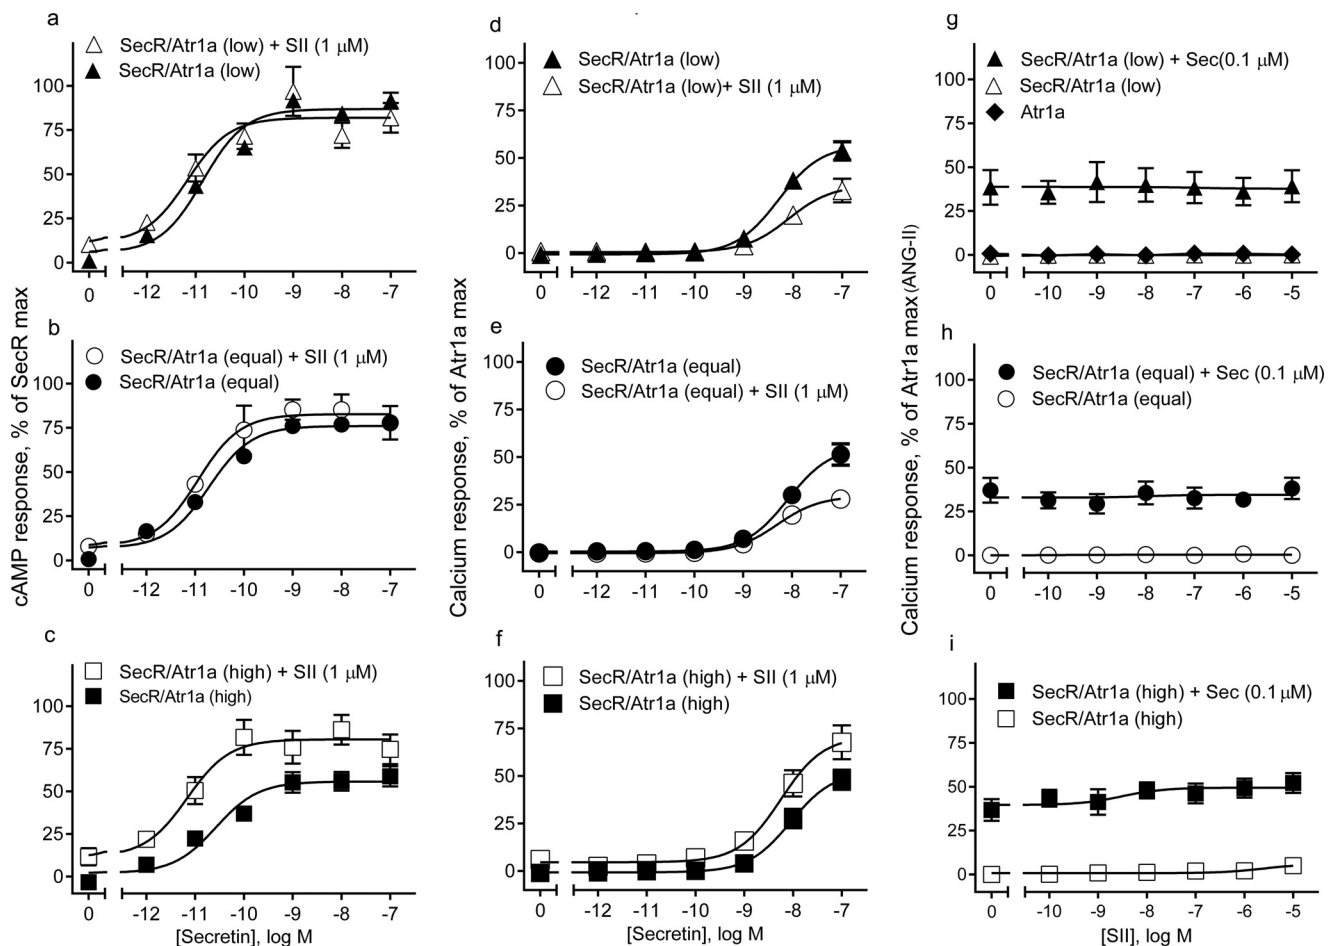 a
SecR/Atr1a (low) + SII (1 μM)
SecR/Atr1a (low)
100
75
50
25
0
0 -12 -11 -10 -9 -8 -7
b
SecR/Atr1a (equal) + SII (1 μM)
SecR/Atr1a (equal)
100
75
50
25
0
0 -12 -11 -10 -9 -8 -7
c
SecR/Atr1a (high) + SII (1 μM)
SecR/Atr1a (high)
100
75
50
25
0
0 -12 -11 -10 -9 -8 -7
[Secretin], log M
cAMP response, % of SecR max
d
SecR/Atr1a (low)
SecR/Atr1a (low)+ SII (1 μM)
100
75
50
25
0
0 -12 -11 -10 -9 -8 -7
e
SecR/Atr1a (equal)
SecR/Atr1a (equal) + SII (1 μM)
100
75
50
25
0
0 -12 -11 -10 -9 -8 -7
f
SecR/Atr1a (high) + SII (1 μM)
SecR/Atr1a (high)
100
75
50
25
0
0 -12 -11 -10 -9 -8 -7
[Secretin], log M
Calcium response, % of Atr1a max
g
SecR/Atr1a (low) + Sec(0.1 μM)
SecR/Atr1a (low)
Atr1a
100
75
50
25
0
0 -10 -9 -8 -7 -6 -5
h
SecR/Atr1a (equal) + Sec (0.1 μM)
SecR/Atr1a (equal)
100
75
50
25
0
0 -10 -9 -8 -7 -6 -5
i
SecR/Atr1a (high) + Sec (0.1 μM)
SecR/Atr1a (high)
100
75
50
25
0
0 -10 -9 -8 -7 -6 -5
[SII], log M
Calcium response, % of Atr1a max (ANG-II)